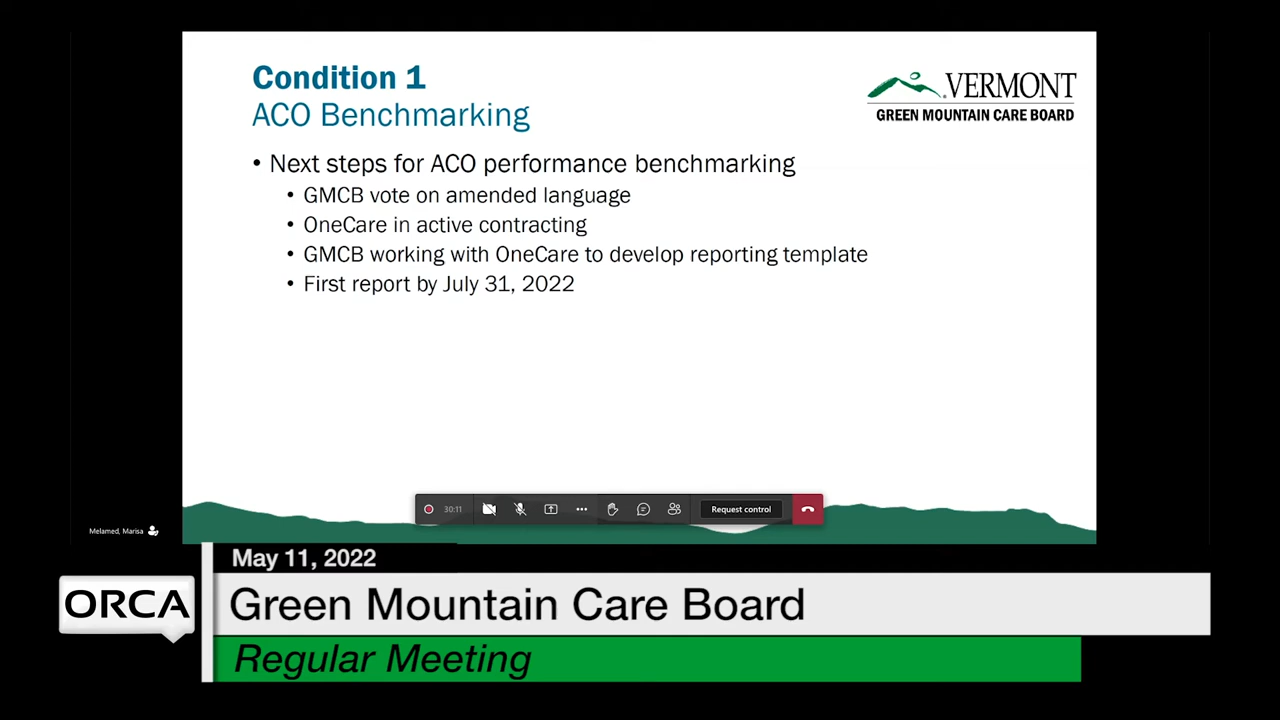 Condition 1
ACO Benchmarking
VERMONT
GREEN MOUNTAIN CARE BOARD
• Next steps for ACO performance benchmarking
• GMCB vote on amended language
• OneCare in active contracting
• GMCB working with OneCare to develop reporting template
• First report by July 31, 2022
30:11
Request control
Melamed, Marisa
May 11, 2022
ORCA
Green Mountain Care Board
Regular Meeting